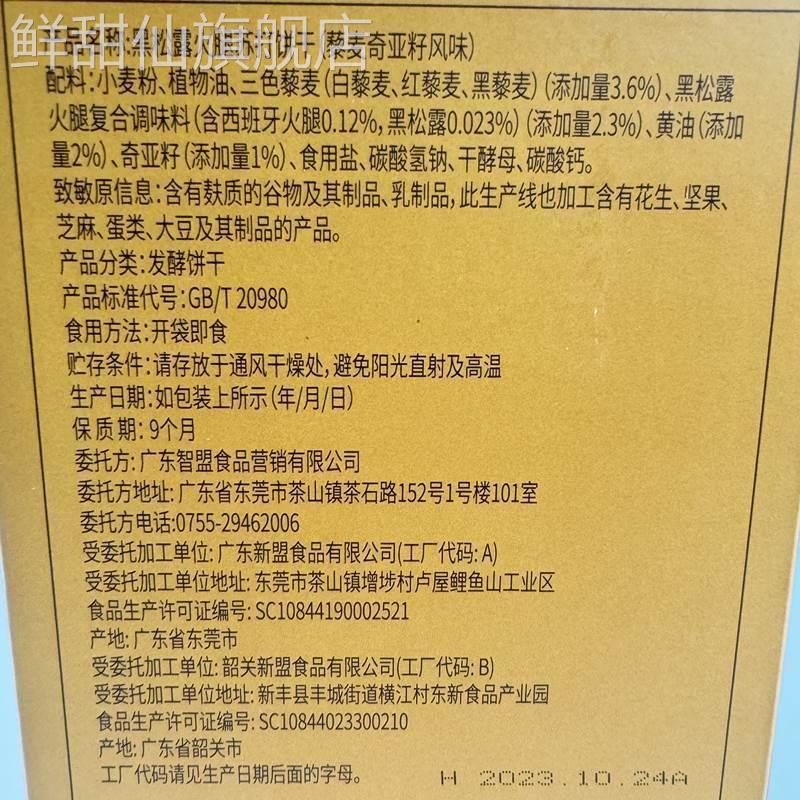 鲜甜仙旗舰店
产品名称:黑松露火腿苏打饼干(藜麦奇亚籽风味)
配料:小麦粉、植物油、三色藜麦(白藜麦、红藜麦、黑藜麦)(添加量3.6%)、黑松露
火腿复合调味料(含西班牙火腿0.12%,黑松露0.023%)(添加量2.3%)、黄油(添加
量2%)、奇亚籽(添加量1%)、食用盐、碳酸氢钠、干酵母、碳酸钙。
致敏原信息:含有麸质的谷物及其制品、乳制品,此生产线也加工含有花生、坚果、
芝麻、蛋类、大豆及其制品的产品。
产品分类:发酵饼干
产品标准代号:GB/T 20980
食用方法:开袋即食
贮存条件:请存放于通风干燥处,避免阳光直射及高温
生产日期:如包装上所示(年/月/日)
保质期:9个月
委托方:广东智盟食品营销有限公司
委托方地址:广东省东莞市茶山镇茶石路152号1号楼101室
委托方电话:0755-29462006
受委托加工单位:广东新盟食品有限公司(工厂代码:A)
受委托加工单位地址:东莞市茶山镇增埗村卢屋鲤鱼山工业区
食品生产许可证编号:SC10844190002521
产地:广东省东莞市
受委托加工单位:韶关新盟食品有限公司(工厂代码:B)
受委托加工单位地址:新丰县丰城街道横江村东新食品产业园
食品生产许可证编号:SC10844023300210
产地:广东省韶关市
工厂代码请见生产日期后面的字母。
H 2023.10.24A